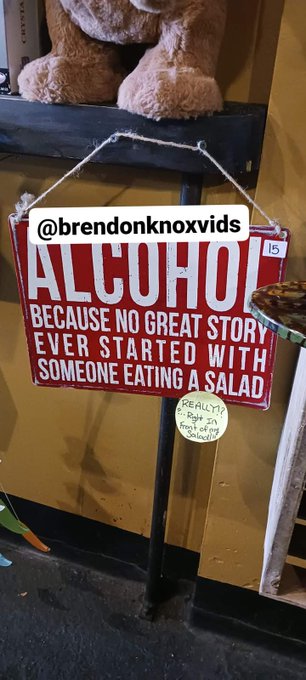 CRYSTA
@brendonknoxvids
ALCOHOL
15
BECAUSE NO GREAT STORY
EVER STARTED WITH
SOMEONE EATING A SALAD
REALLY!?
Right In
Front of my
Salad!!